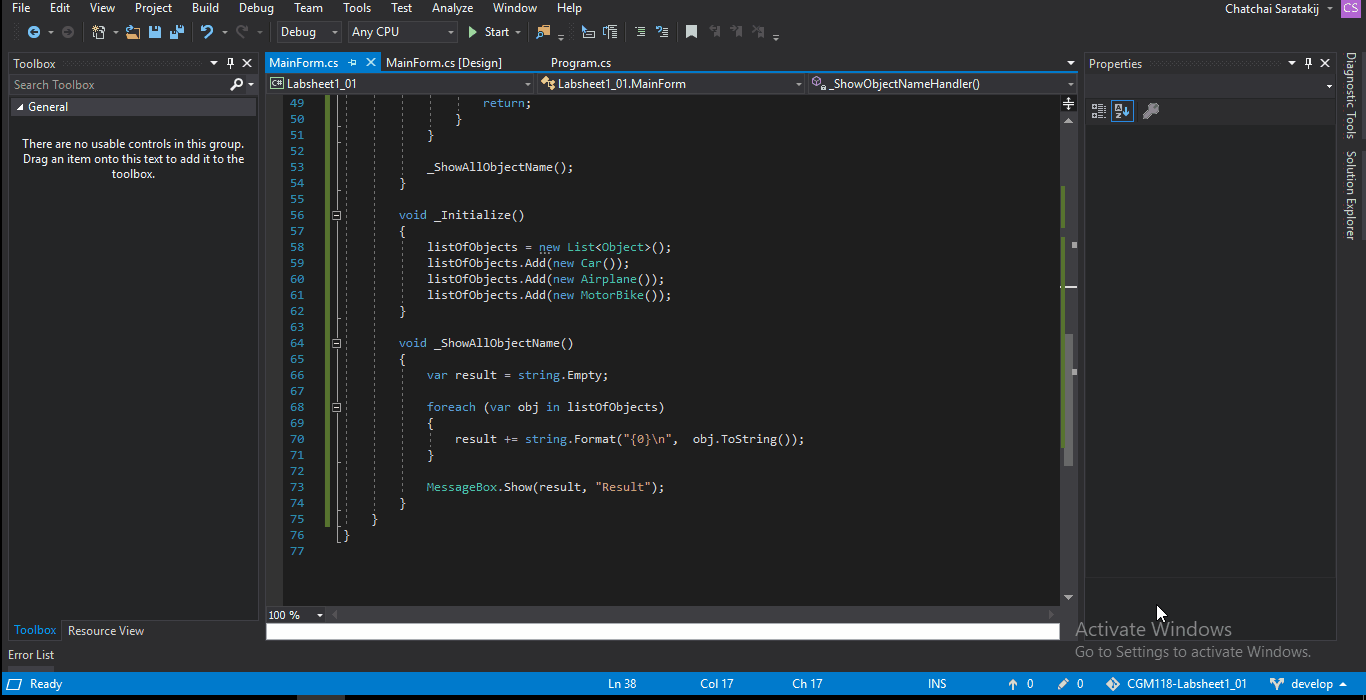 File Edit View Project Build Debug Team Tools Test Analyze Window Help
Chatchai Saratakij CS
Debug Any CPU Start
Toolbox
Search Toolbox
General
There are no usable controls in this group.
Drag an item onto this text to add it to the
toolbox.
MainForm.cs MainForm.cs [Design] Program.cs
C# Labsheet1_01 Labsheet1_01.MainForm _ShowObjectNameHandler()
49 return;
50 }
51 }
52
53 _ShowAllObjectName();
54 }
55
56 void _Initialize()
57 {
58 listOfObjects = new List<Object>();
59 listOfObjects.Add(new Car());
60 listOfObjects.Add(new Airplane());
61 listOfObjects.Add(new MotorBike());
62 }
63
64 void _ShowAllObjectName()
65 {
66 var result = string.Empty;
67
68 foreach (var obj in listOfObjects)
69 {
70 result += string.Format("{0}\n",  obj.ToString());
71 }
72
73 MessageBox.Show(result, "Result");
74 }
75 }
76 }
77
100 %
Properties
Diagnostic Tools
Solution Explorer
Toolbox Resource View
Activate Windows
Go to Settings to activate Windows.
Error List
Ready Ln 38 Col 17 Ch 17 INS 0 0 CGM118-Labsheet1_01 develop